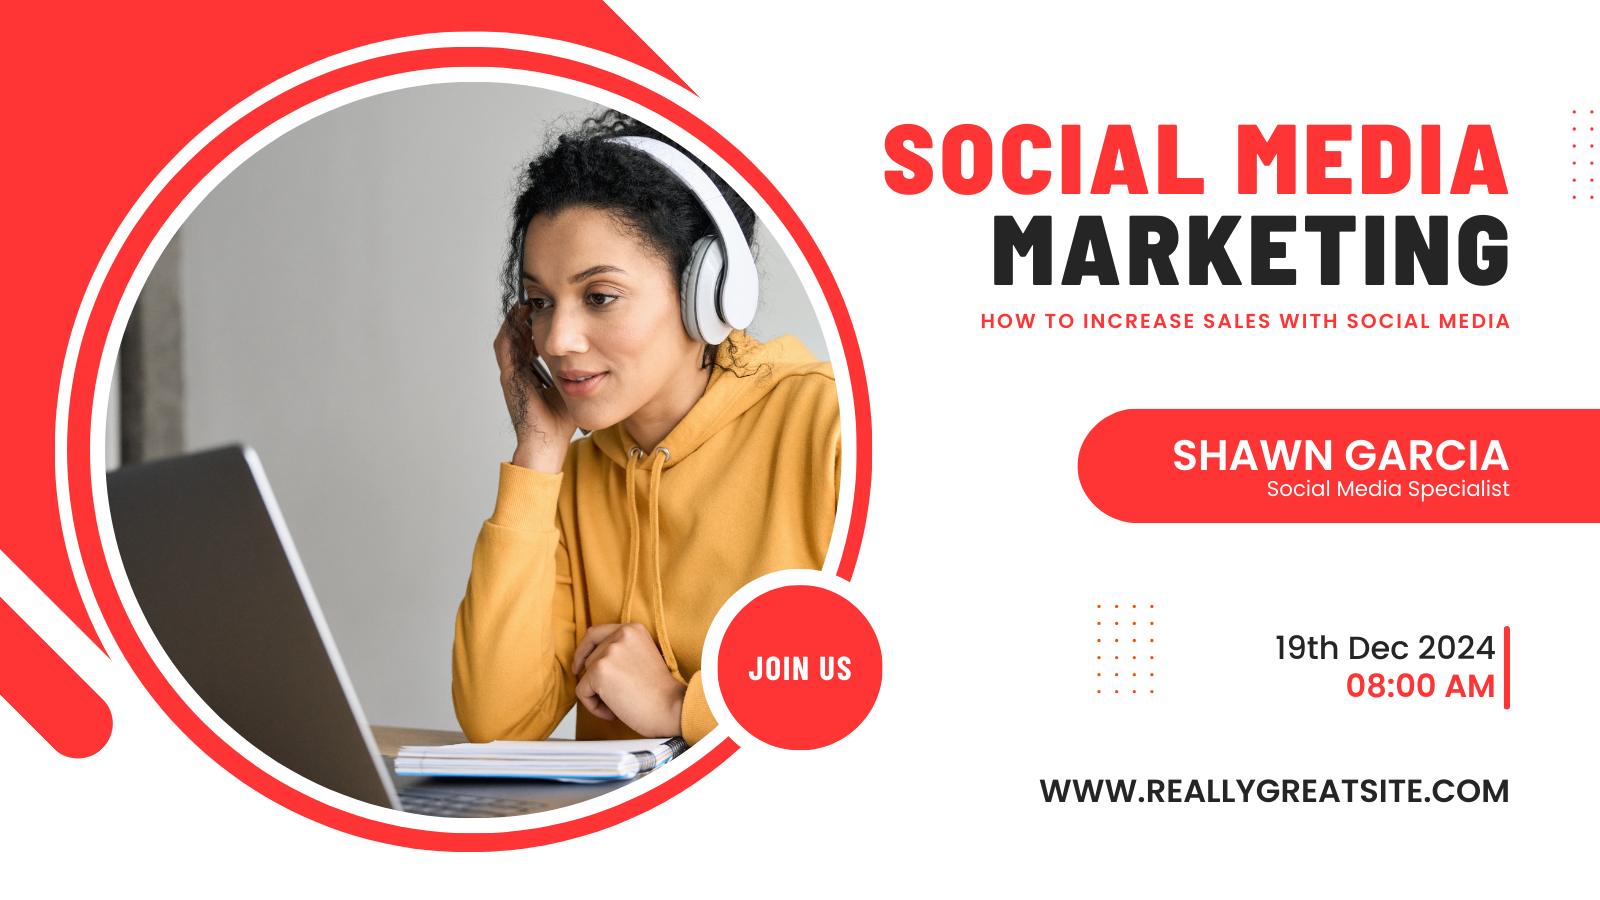 SOCIAL MEDIA
MARKETING
HOW TO INCREASE SALES WITH SOCIAL MEDIA
SHAWN GARCIA
Social Media Specialist
JOIN US
19th Dec 2024
08:00 AM
WWW.REALLYGREATSITE.COM